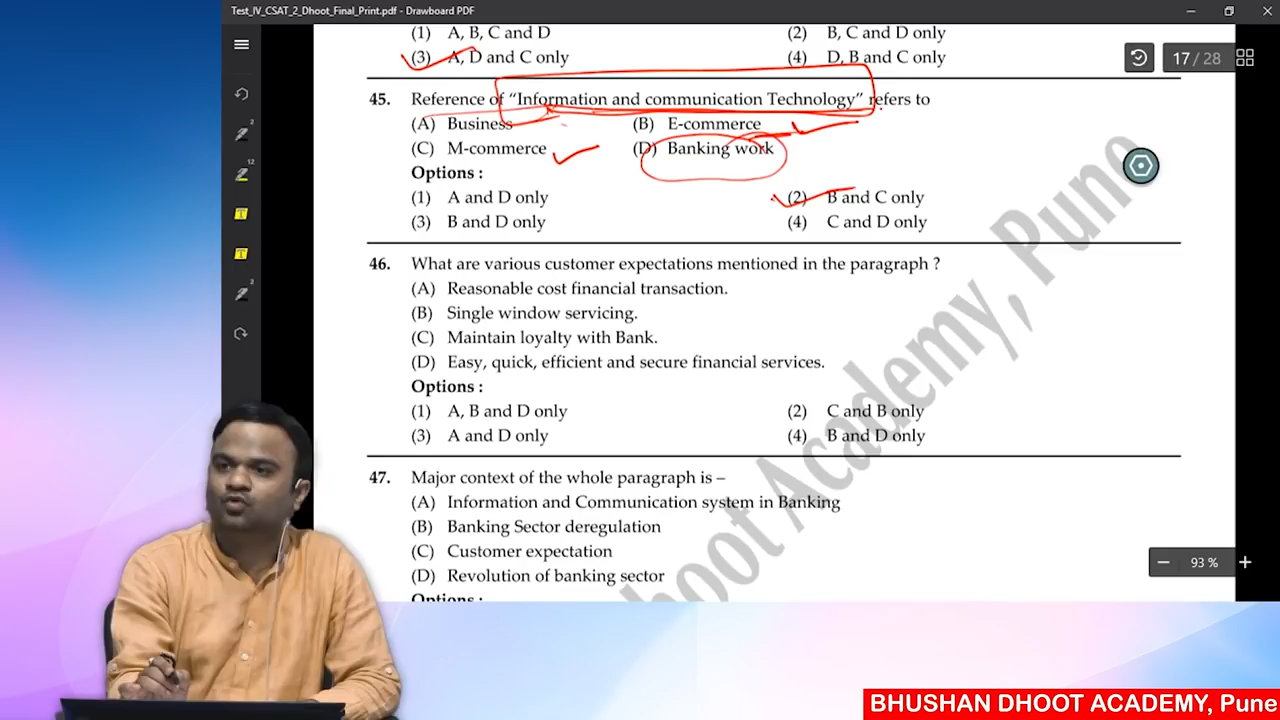 Test_IV_CSAT_2_Dhoot_Final_Print.pdf - Drawboard PDF
(1) A, B, C and D (2) B, C and D only
(3) A, D and C only (4) D, B and C only
17 / 28
45. Reference of “Information and communication Technology” refers to
(A) Business (B) E-commerce
(C) M-commerce (D) Banking work
Options :
(1) A and D only (2) B and C only
(3) B and D only (4) C and D only
46. What are various customer expectations mentioned in the paragraph ?
(A) Reasonable cost financial transaction.
(B) Single window servicing.
(C) Maintain loyalty with Bank.
(D) Easy, quick, efficient and secure financial services.
Options :
(1) A, B and D only (2) C and B only
(3) A and D only (4) B and D only
47. Major context of the whole paragraph is –
(A) Information and Communication system in Banking
(B) Banking Sector deregulation
(C) Customer expectation
(D) Revolution of banking sector
Options :
93 %
2
12
T
T
2
Dhoot Academy, Pune
BHUSHAN DHOOT ACADEMY, Pune